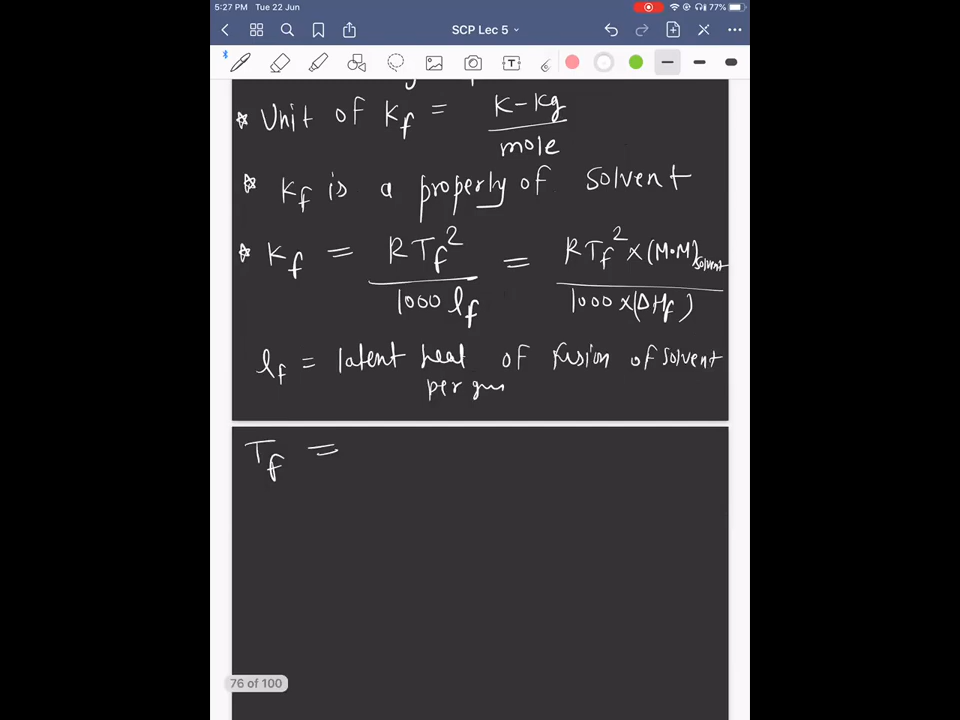 5:27 PM Tue 22 Jun
77%
SCP Lec 5
T
* Unit of Kf = K-Kg / mole
* Kf is a property of solvent
* Kf = RTf² / 1000 lf = RTf² × (M.M)solvent / 1000 × (ΔHf)
lf = latent heat of fusion of solvent
per gm
Tf =
76 of 100